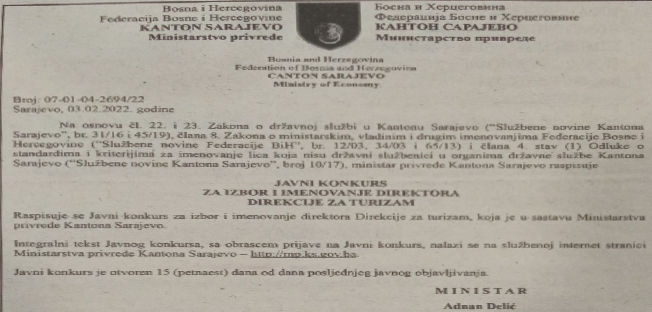 Bosna i Hercegovina
Federacija Bosne i Hercegovine
KANTON SARAJEVO
Ministarstvo privrede
Босна и Херцеговина
Федерација Босне и Херцеговине
КАНТОН САРАЈЕВО
Министарство привреде
Bosnia and Herzegovina
Federation of Bosnia and Herzegovina
CANTON SARAJEVO
Ministry of Economy
Broj: 07-01-04-2694/22
Sarajevo, 03.02.2022. godine
Na osnovu čl. 22. i 23. Zakona o državnoj službi u Kantonu Sarajevo ("Službene novine Kantona
Sarajevo", br. 31/16 i 45/19), člana 8. Zakona o ministarskim, vladinim i drugim imenovanjima Federacije Bosne i
Hercegovine ("Službene novine Federacije BiH", br. 12/03, 34/03 i 65/13) i člana 4. stav (1) Odluke o
standardima i kriterijima za imenovanje lica koja nisu državni službenici u organima državne službe Kantona
Sarajevo ("Službene novine Kantona Sarajevo", broj 10/17), ministar privrede Kantona Sarajevo raspisuje
JAVNI KONKURS
ZA IZBOR I IMENOVANJE DIREKTORA
DIREKCIJE ZA TURIZAM
Raspisuje se Javni konkurs za izbor i imenovanje direktora Direkcije za turizam, koja je u sastavu Ministarstva
privrede Kantona Sarajevo.
Integralni tekst Javnog konkursa, sa obrascem prijave na Javni konkurs, nalazi se na službenoj internet stranici
Ministarstva privrede Kantona Sarajevo – http://mp.ks.gov.ba.
Javni konkurs je otvoren 15 (petnaest) dana od dana posljednjeg javnog objavljivanja.
MINISTAR
Adnan Delić